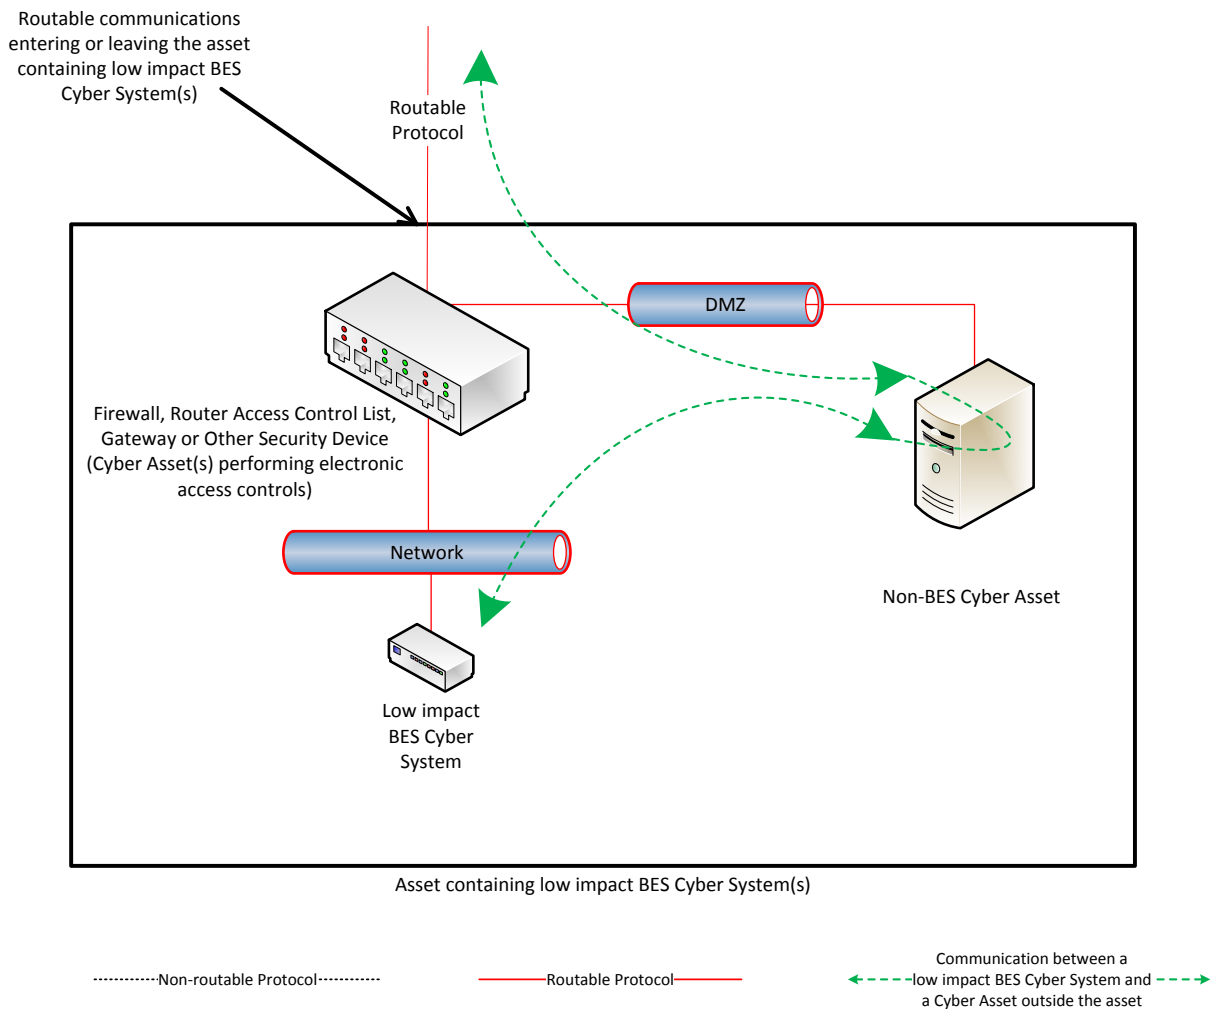 Routable communications
entering or leaving the asset
containing low impact BES
Cyber System(s)
Routable
Protocol
DMZ
Firewall, Router Access Control List,
Gateway or Other Security Device
(Cyber Asset(s) performing electronic
access controls)
Network
Non-BES Cyber Asset
Low impact
BES Cyber
System
Asset containing low impact BES Cyber System(s)
Non-routable Protocol
Routable Protocol
Communication between a
low impact BES Cyber System and
a Cyber Asset outside the asset